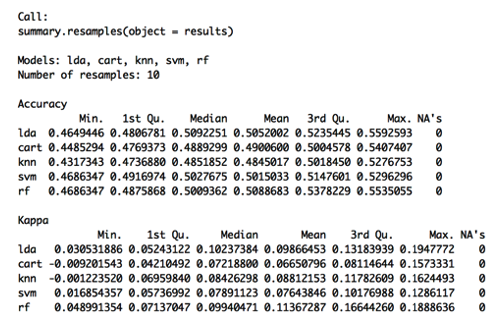 Call:
summary.resamples(object = results)
Models: lda, cart, knn, svm, rf
Number of resamples: 10
Accuracy
Min. 1st Qu. Median Mean 3rd Qu. Max. NA's
lda 0.4649446 0.4806781 0.5092251 0.5052002 0.5235445 0.5592593 0
cart 0.4485294 0.4769373 0.4889299 0.4900600 0.5004578 0.5407407 0
knn 0.4317343 0.4736880 0.4851852 0.4845017 0.5018450 0.5276753 0
svm 0.4686347 0.4916974 0.5027675 0.5015033 0.5147601 0.5296296 0
rf 0.4686347 0.4875868 0.5009362 0.5088683 0.5378229 0.5535055 0
Kappa
Min. 1st Qu. Median Mean 3rd Qu. Max. NA's
lda 0.030531886 0.05243122 0.10237384 0.09866453 0.13183939 0.1947772 0
cart -0.009201543 0.04210492 0.07218800 0.06650796 0.08114644 0.1573331 0
knn -0.001223520 0.06959840 0.08426298 0.08812153 0.11782609 0.1624493 0
svm 0.016854357 0.05736992 0.07891123 0.07643846 0.10176988 0.1286117 0
rf 0.048991354 0.07137047 0.09940471 0.11367287 0.16644260 0.1888636 0